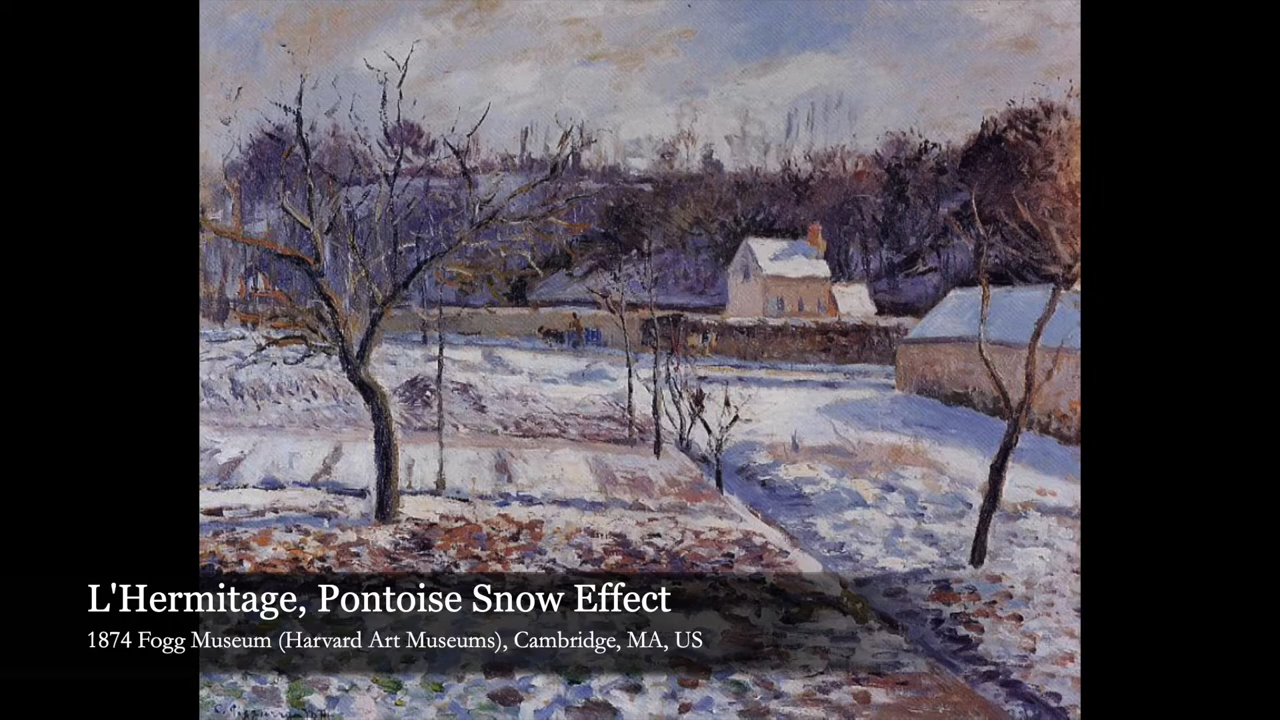 L'Hermitage, Pontoise Snow Effect
1874 Fogg Museum (Harvard Art Museums), Cambridge, MA, US